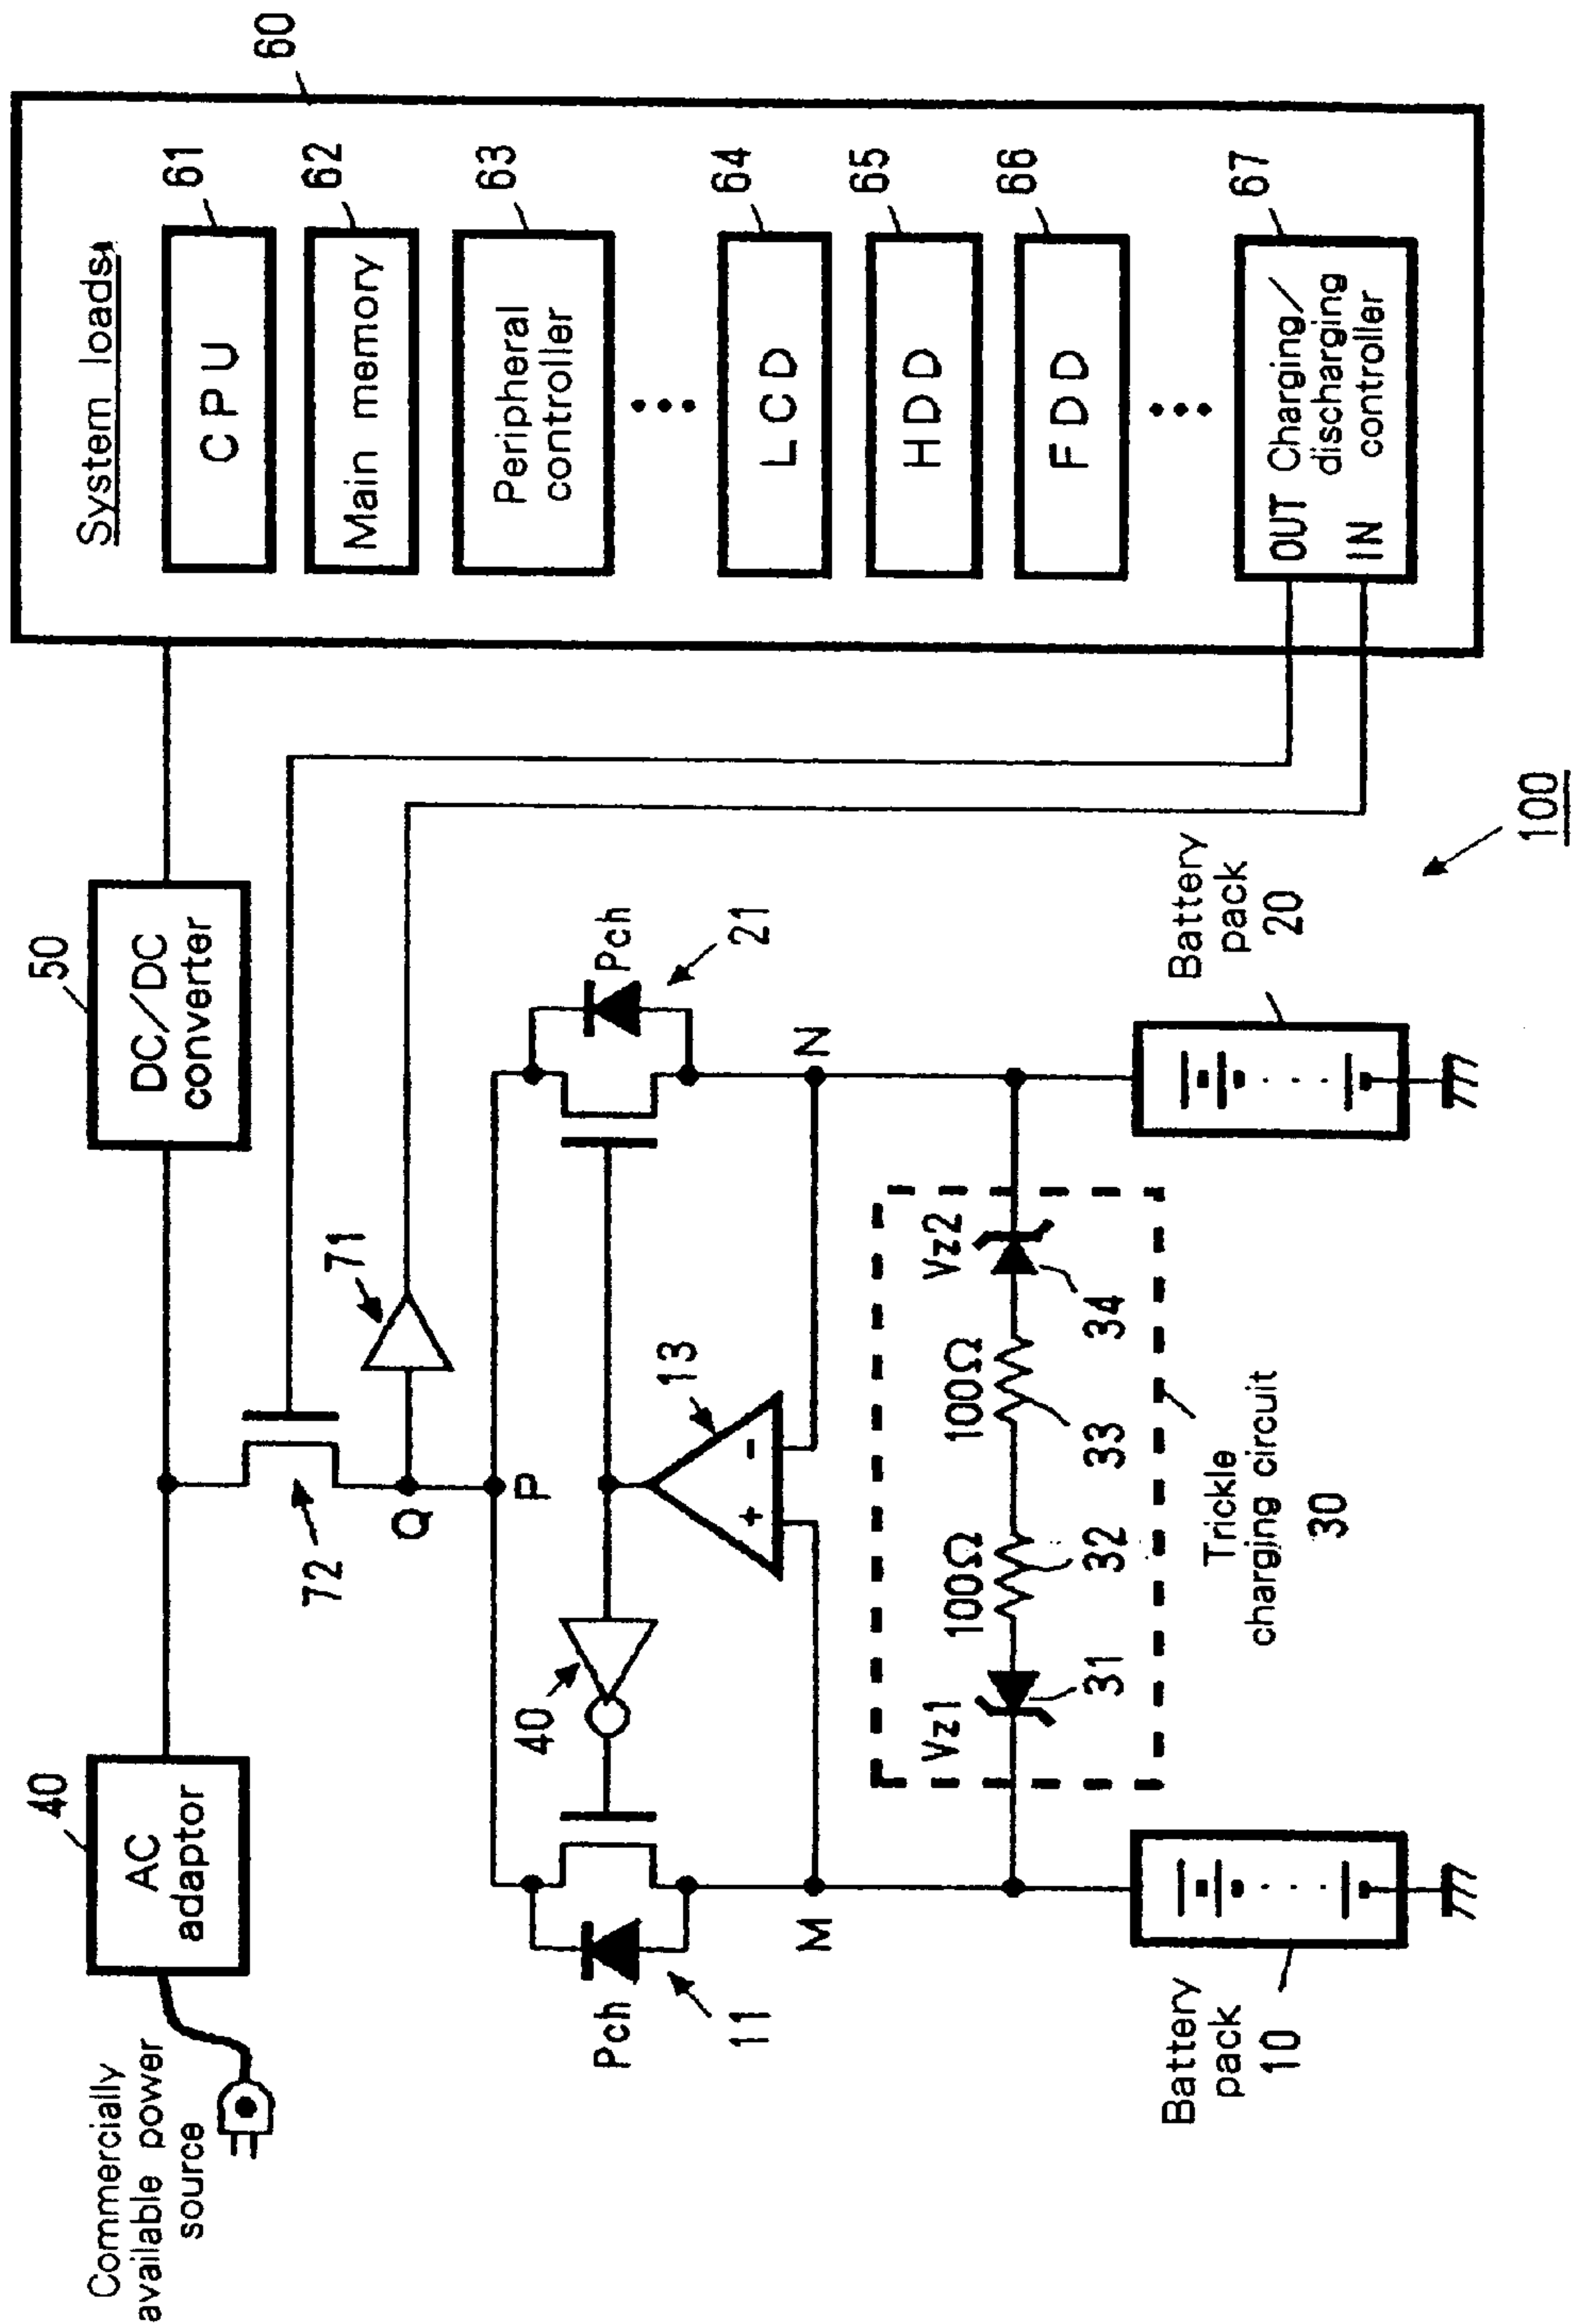 Commercially
available power
source
AC
adaptor
40
DC/DC
converter
50
System loads
60
CPU
61
Main memory
62
Peripheral
controller
63
LCD
64
HDD
65
FDD
66
OUT Charging/
discharging
IN controller
67
72
Q
71
P
Pch
11
40
13
+ -
Pch
21
M
N
Vz1
100Ω
100Ω
Vz2
31
32
33
34
Trickle
charging circuit
30
Battery
pack
10
Battery
pack
20
100